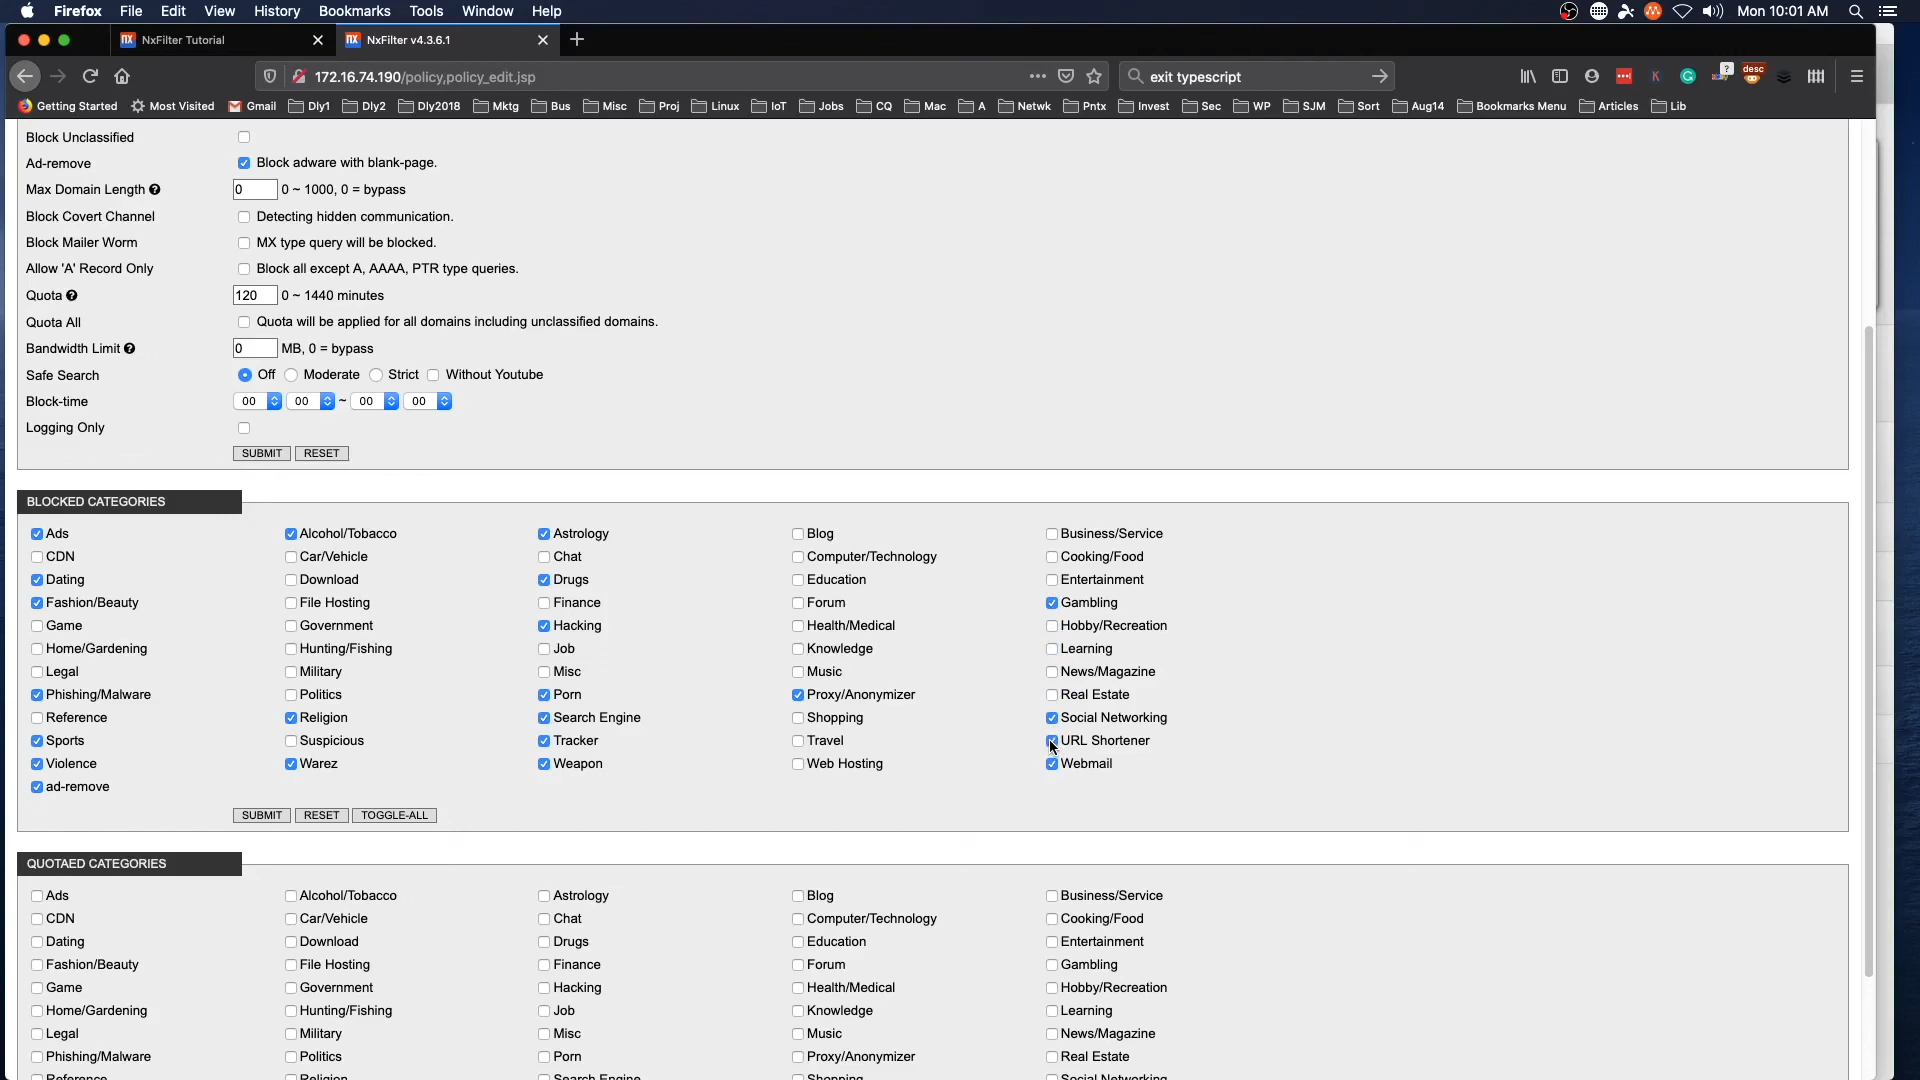 Firefox File Edit View History Bookmarks Tools Window Help Mon 10:01 AM
NxFilter Tutorial NxFilter v4.3.6.1
172.16.74.190/policy,policy_edit.jsp exit typescript desc
Getting Started Most Visited Gmail Dly1 Dly2 Dly2018 Mktg Bus Misc Proj Linux IoT Jobs CQ Mac A Netwk Pntx Invest Sec WP SJM Sort Aug14 Bookmarks Menu Articles Lib
Block Unclassified
Ad-remove Block adware with blank-page.
Max Domain Length 0 0 ~ 1000, 0 = bypass
Block Covert Channel Detecting hidden communication.
Block Mailer Worm MX type query will be blocked.
Allow 'A' Record Only Block all except A, AAAA, PTR type queries.
Quota 120 0 ~ 1440 minutes
Quota All Quota will be applied for all domains including unclassified domains.
Bandwidth Limit 0 MB, 0 = bypass
Safe Search Off Moderate Strict Without Youtube
Block-time 00 00 ~ 00 00
Logging Only
SUBMIT RESET
BLOCKED CATEGORIES
Ads Alcohol/Tobacco Astrology Blog Business/Service
CDN Car/Vehicle Chat Computer/Technology Cooking/Food
Dating Download Drugs Education Entertainment
Fashion/Beauty File Hosting Finance Forum Gambling
Game Government Hacking Health/Medical Hobby/Recreation
Home/Gardening Hunting/Fishing Job Knowledge Learning
Legal Military Misc Music News/Magazine
Phishing/Malware Politics Porn Proxy/Anonymizer Real Estate
Reference Religion Search Engine Shopping Social Networking
Sports Suspicious Tracker Travel URL Shortener
Violence Warez Weapon Web Hosting Webmail
ad-remove
SUBMIT RESET TOGGLE-ALL
QUOTAED CATEGORIES
Ads Alcohol/Tobacco Astrology Blog Business/Service
CDN Car/Vehicle Chat Computer/Technology Cooking/Food
Dating Download Drugs Education Entertainment
Fashion/Beauty File Hosting Finance Forum Gambling
Game Government Hacking Health/Medical Hobby/Recreation
Home/Gardening Hunting/Fishing Job Knowledge Learning
Legal Military Misc Music News/Magazine
Phishing/Malware Politics Porn Proxy/Anonymizer Real Estate
Reference Religion Search Engine Shopping Social Networking